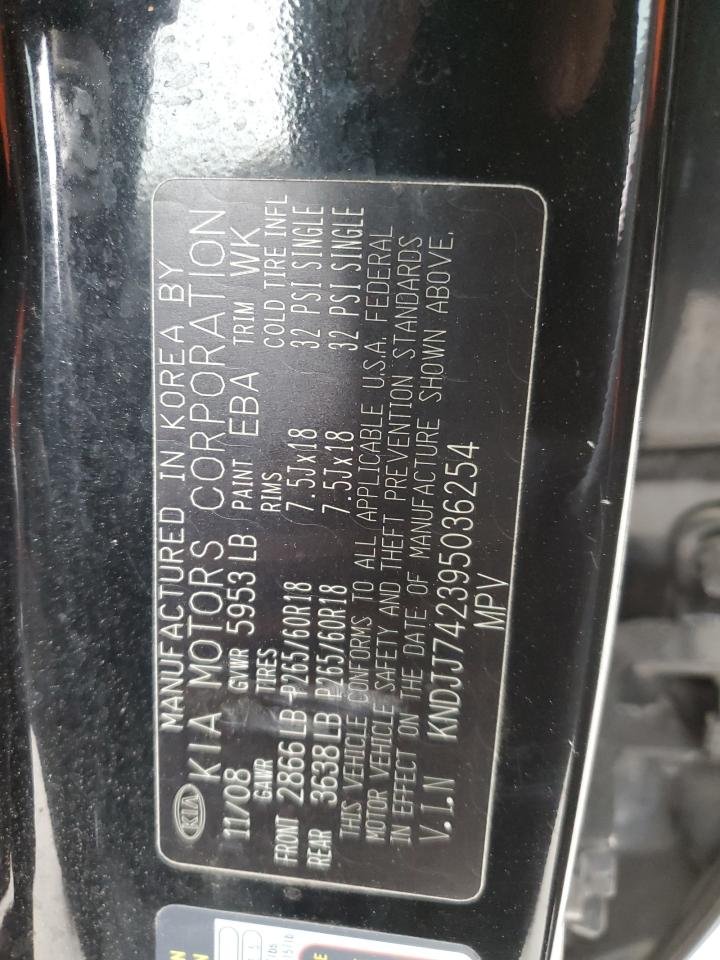 MANUFACTURED IN KOREA BY
KIA
KIA MOTORS CORPORATION
11/08 GVWR 5953 LB PAINT EBA TRIM WK
GAWR TIRES RIMS COLD TIRE INFL
FRONT 2866 LB P265/60R18 7.5Jx18 32 PSI SINGLE
REAR 3638 LB P265/60R18 7.5Jx18 32 PSI SINGLE
THIS VEHICLE CONFORMS TO ALL APPLICABLE U.S.A. FEDERAL
MOTOR VEHICLE SAFETY AND THEFT PREVENTION STANDARDS
IN EFFECT ON THE DATE OF MANUFACTURE SHOWN ABOVE.
V.I.N KNDJJ742395036254
MPV